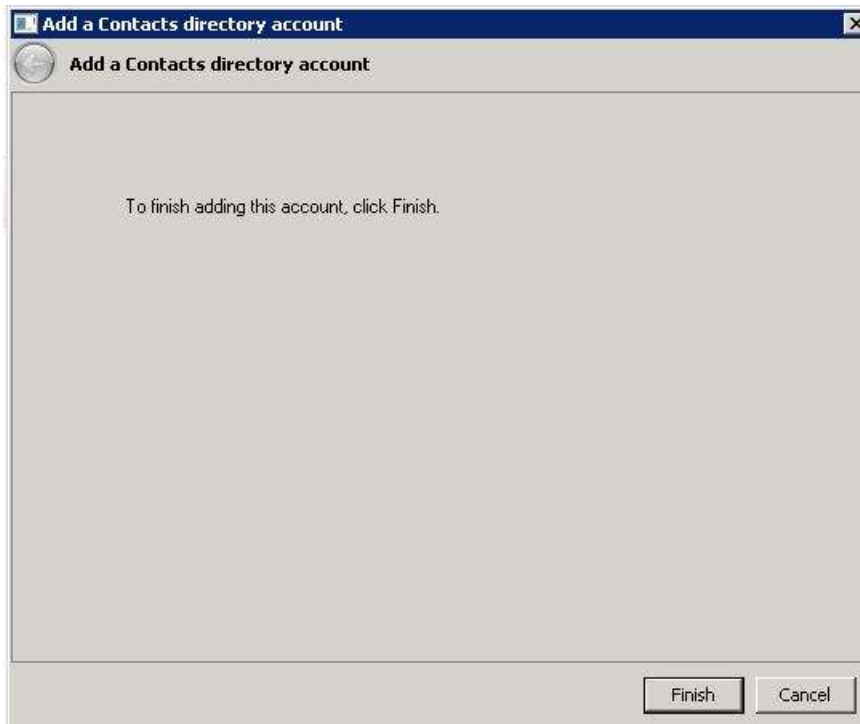 Add a Contacts directory account
Add a Contacts directory account
To finish adding this account, click Finish.
Finish Cancel